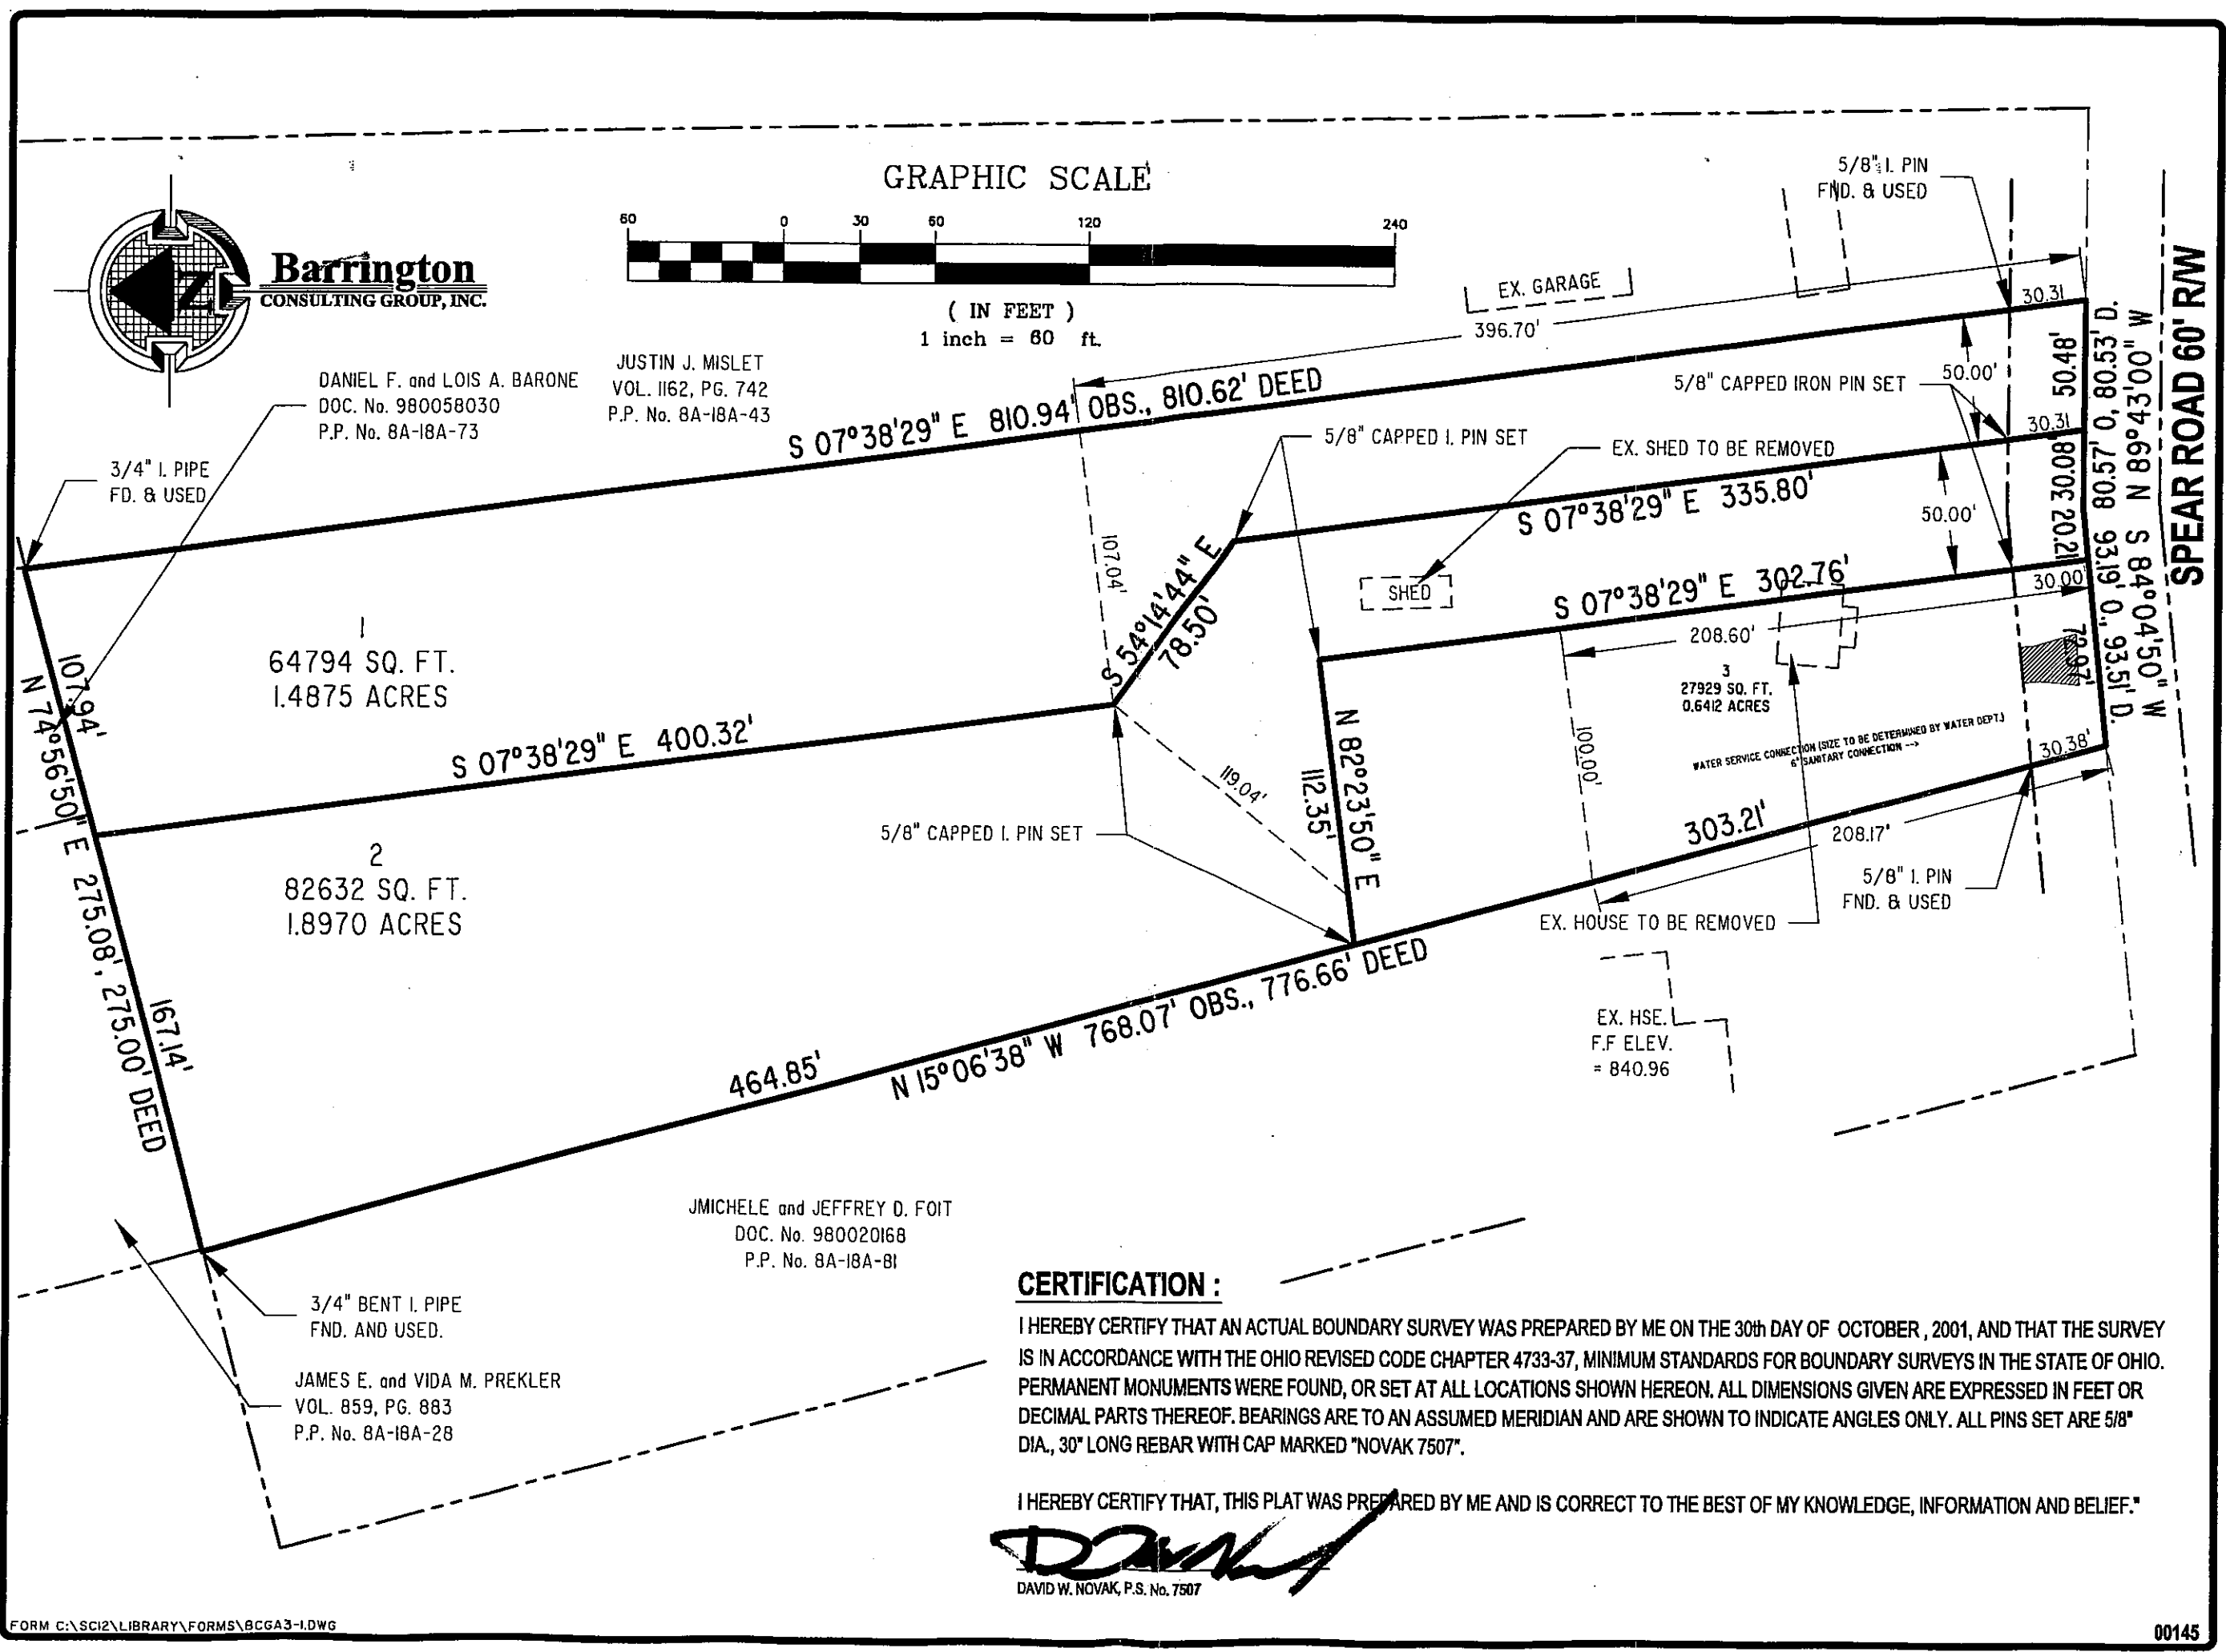 GRAPHIC SCALE
60 0 30 60 120 240
( IN FEET )
1 inch = 60 ft.
Z
Barrington
CONSULTING GROUP, INC.
DANIEL F. and LOIS A. BARONE
DOC. No. 980058030
P.P. No. 8A-18A-73
JUSTIN J. MISLET
VOL. 1162, PG. 742
P.P. No. 8A-18A-43
3/4" I. PIPE
FD. & USED
5/8" I. PIN
FND. & USED
EX. GARAGE
396.70'
30.31
S 07°38'29" E 810.94' OBS., 810.62' DEED
5/8" CAPPED IRON PIN SET
50.00'
50.48'
5/8" CAPPED I. PIN SET
EX. SHED TO BE REMOVED
30.31
S 07°38'29" E 335.80'
50.00'
30.08
20.21
107.04'
S 54°14'44" E
78.50'
SHED
S 07°38'29" E 302.76'
30.00'
208.60'
72.97'
80.57' O, 80.53' D.
N 89°43'00" W
93.19' O., 93.51' D.
S 84°04'50" W
SPEAR ROAD 60' R/W
1
64794 SQ. FT.
1.4875 ACRES
3
27929 SQ. FT.
0.6412 ACRES
WATER SERVICE CONNECTION (SIZE TO BE DETERMINED BY WATER DEPT.)
6" SANITARY CONNECTION -->
30.38'
107.94'
N 74°56'50" E 275.08', 275.00' DEED
167.14'
S 07°38'29" E 400.32'
119.04'
N 82°23'50" E
112.35'
100.00'
303.21'
208.17'
5/8" CAPPED I. PIN SET
2
82632 SQ. FT.
1.8970 ACRES
5/8" I. PIN
FND. & USED
EX. HOUSE TO BE REMOVED
464.85'
N 15°06'38" W 768.07' OBS., 776.66' DEED
EX. HSE.
F.F ELEV.
= 840.96
JMICHELE and JEFFREY D. FOIT
DOC. No. 980020168
P.P. No. 8A-18A-81
3/4" BENT I. PIPE
FND. AND USED.
JAMES E. and VIDA M. PREKLER
VOL. 859, PG. 883
P.P. No. 8A-18A-28
CERTIFICATION :
I HEREBY CERTIFY THAT AN ACTUAL BOUNDARY SURVEY WAS PREPARED BY ME ON THE 30th DAY OF OCTOBER , 2001, AND THAT THE SURVEY
IS IN ACCORDANCE WITH THE OHIO REVISED CODE CHAPTER 4733-37, MINIMUM STANDARDS FOR BOUNDARY SURVEYS IN THE STATE OF OHIO.
PERMANENT MONUMENTS WERE FOUND, OR SET AT ALL LOCATIONS SHOWN HEREON. ALL DIMENSIONS GIVEN ARE EXPRESSED IN FEET OR
DECIMAL PARTS THEREOF. BEARINGS ARE TO AN ASSUMED MERIDIAN AND ARE SHOWN TO INDICATE ANGLES ONLY. ALL PINS SET ARE 5/8"
DIA., 30" LONG REBAR WITH CAP MARKED "NOVAK 7507".
I HEREBY CERTIFY THAT, THIS PLAT WAS PREPARED BY ME AND IS CORRECT TO THE BEST OF MY KNOWLEDGE, INFORMATION AND BELIEF."
DAVID W. NOVAK, P.S. No. 7507
FORM C:\SCI2\LIBRARY\FORMS\BCGA3-1.DWG
00145